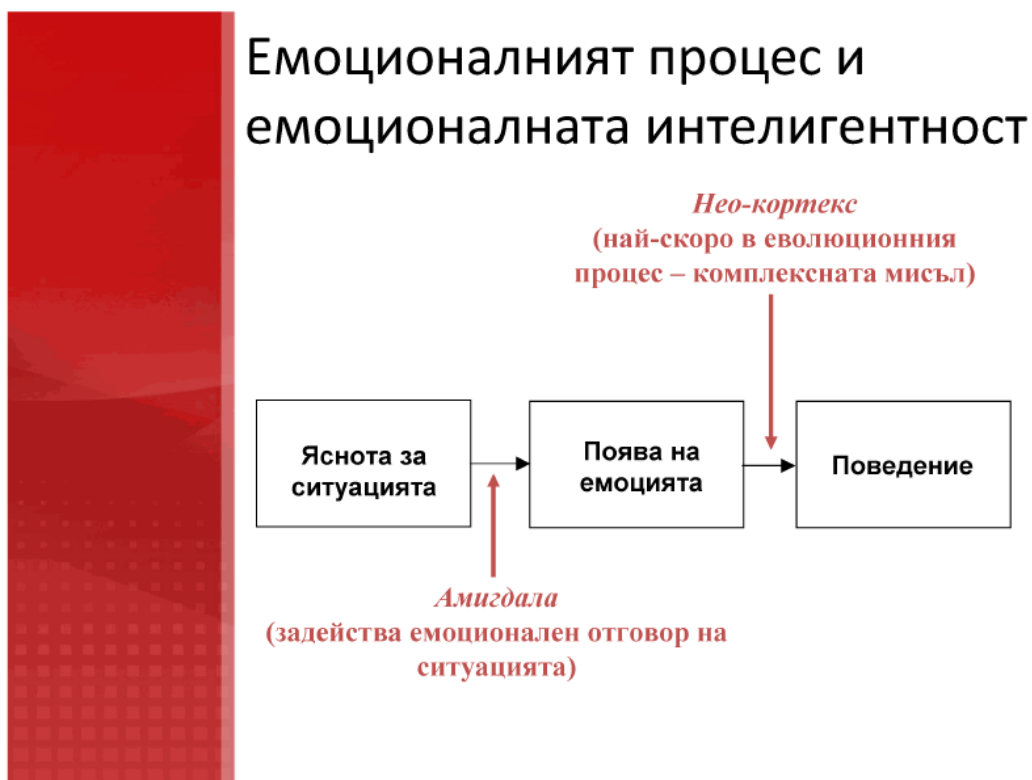 Емоционалният процес и
емоционалната интелигентност
Нео-кортекс
(най-скоро в еволюционния
процес – комплексната мисъл)
Яснота за
ситуацията
Поява на
емоцията
Поведение
Амигдала
(задейства емоционален отговор на
ситуацията)